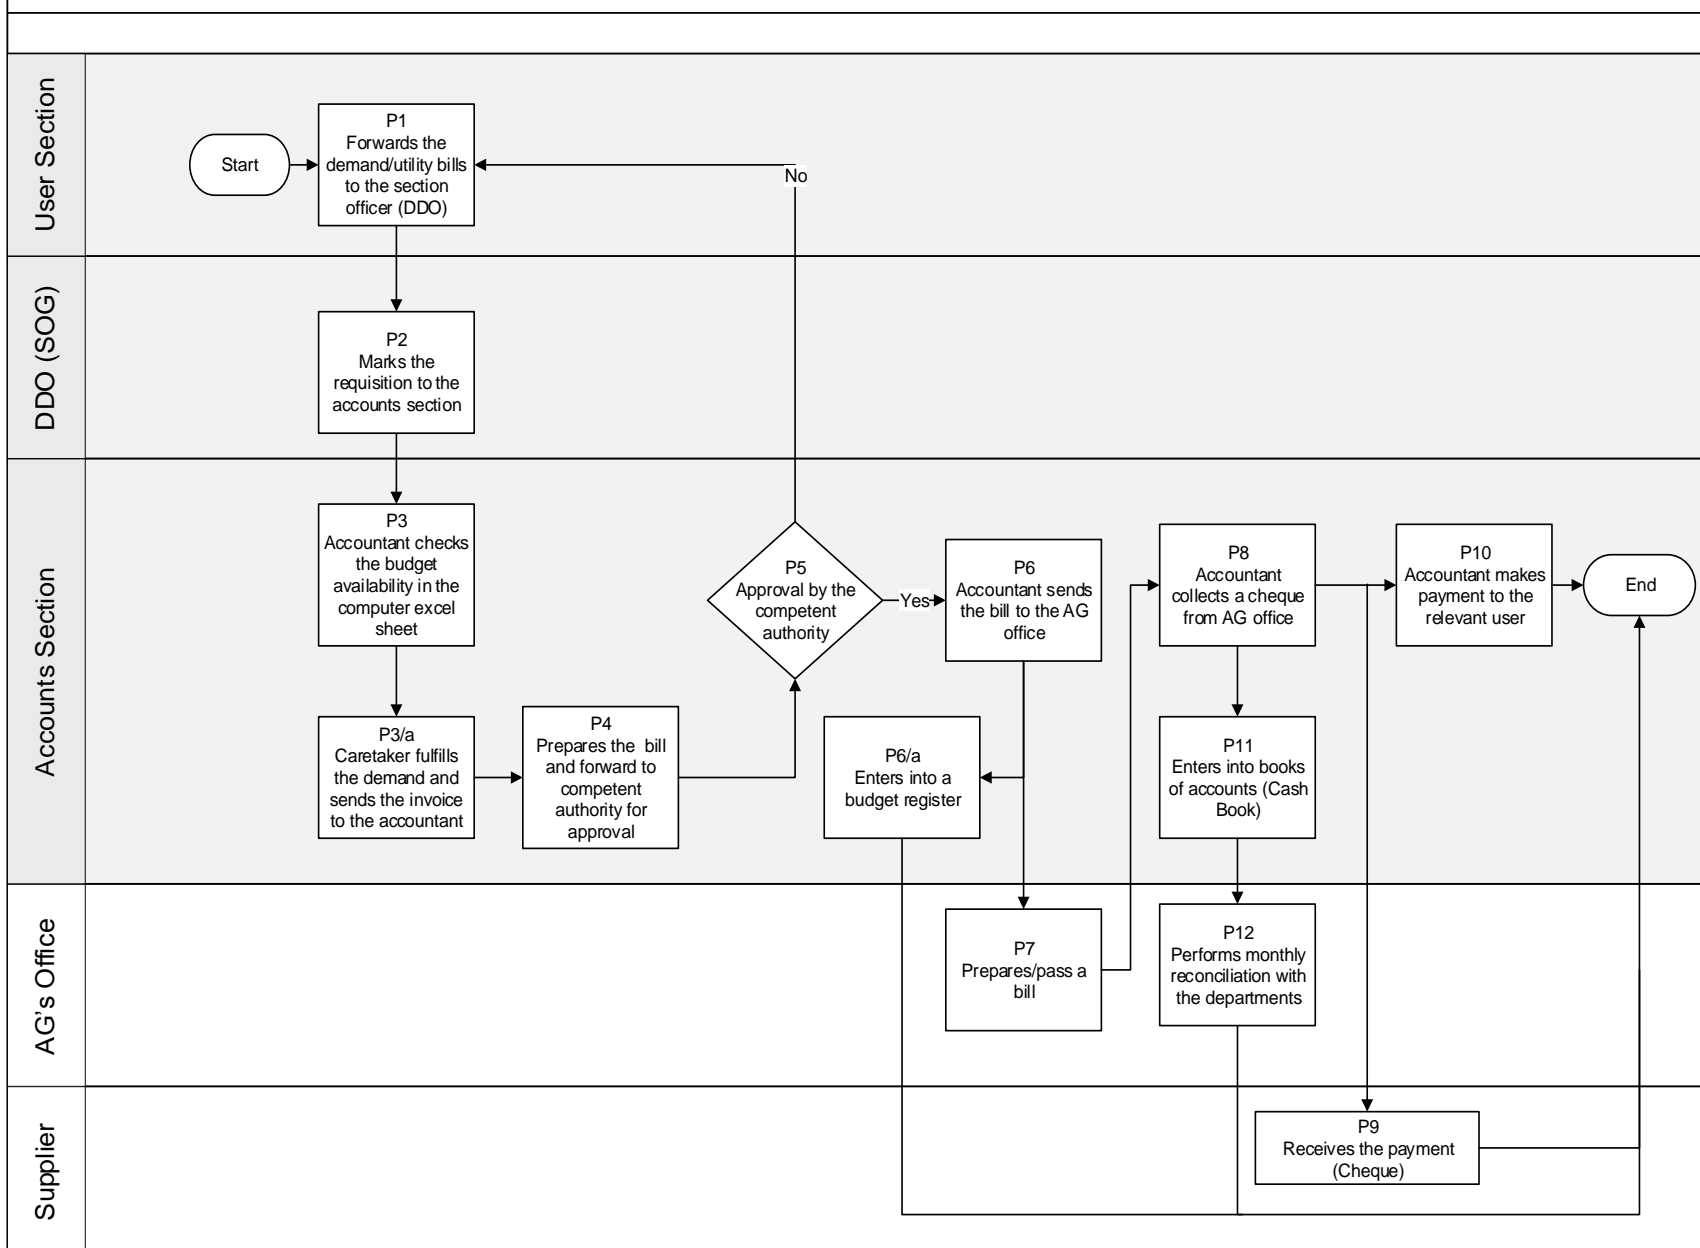 User Section
Start
P1
Forwards the
demand/utility bills
to the section
officer (DDO)
No
DDO (SOG)
P2
Marks the
requisition to the
accounts section
Accounts Section
P3
Accountant checks
the budget
availability in the
computer excel
sheet
P3/a
Caretaker fulfills
the demand and
sends the invoice
to the accountant
P4
Prepares the bill
and forward to
competent
authority for
approval
P5
Approval by the
competent
authority
Yes
P6
Accountant sends
the bill to the AG
office
P6/a
Enters into a
budget register
P8
Accountant
collects a cheque
from AG office
P10
Accountant makes
payment to the
relevant user
End
P11
Enters into books
of accounts (Cash
Book)
AG's Office
P7
Prepares/pass a
bill
P12
Performs monthly
reconciliation with
the departments
Supplier
P9
Receives the payment
(Cheque)